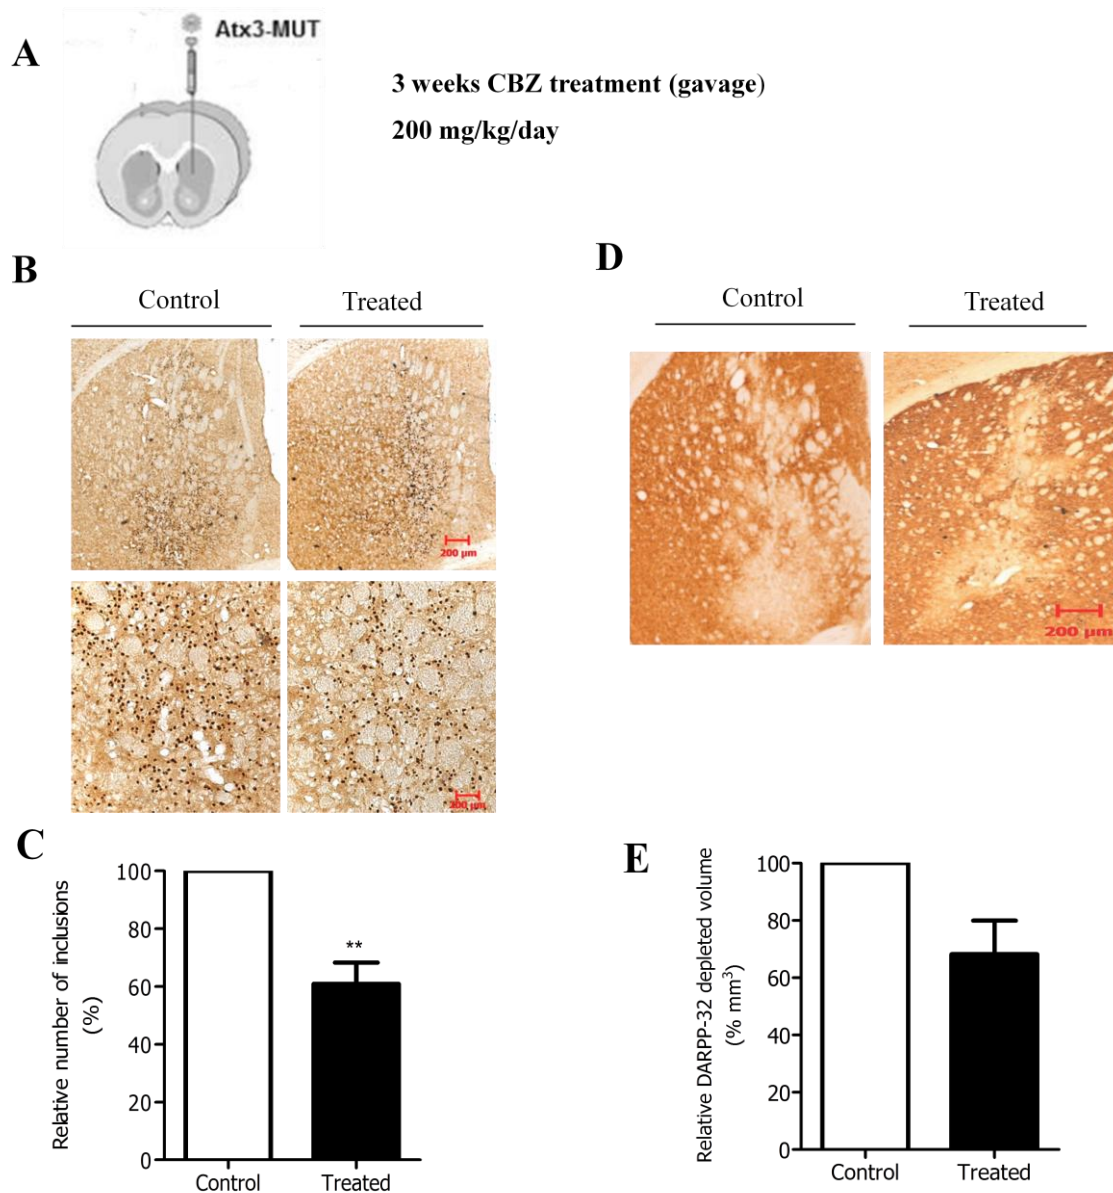 A
Atx3-MUT
3 weeks CBZ treatment (gavage)
200 mg/kg/day
B
Control
Treated
200 µm
200 µm
C
Relative number of inclusions
(%)
100
80
60
40
20
0
**
Control
Treated
D
Control
Treated
200 µm
E
Relative DARPP-32 depleted volume
(% mm³)
100
80
60
40
20
0
Control
Treated